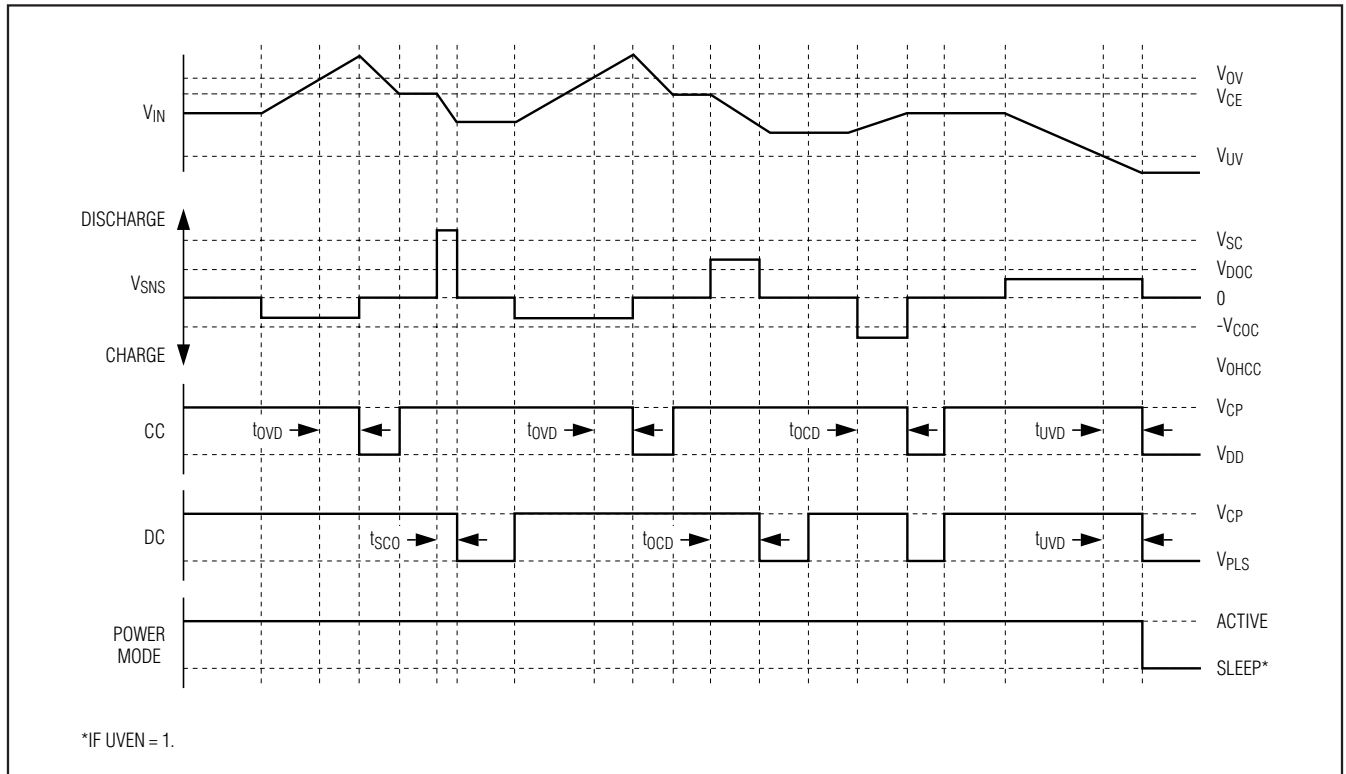 V_IN
V_OV
V_CE
V_UV
DISCHARGE
V_SNS
CHARGE
V_SC
V_DOC
0
-V_COC
V_OHCC
CC
t_OVD
t_OVD
t_OCD
t_UVD
V_CP
V_DD
DC
t_SCO
t_OCD
t_UVD
V_CP
V_PLS
POWER
MODE
ACTIVE
SLEEP*
*IF UVEN = 1.